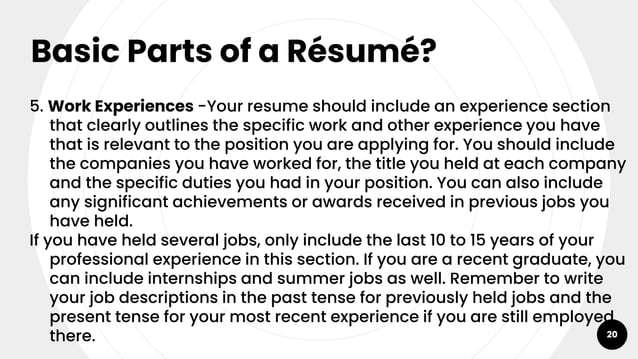 Basic Parts of a Résumé?
5. Work Experiences -Your resume should include an experience section
that clearly outlines the specific work and other experience you have
that is relevant to the position you are applying for. You should include
the companies you have worked for, the title you held at each company
and the specific duties you had in your position. You can also include
any significant achievements or awards received in previous jobs you
have held.
If you have held several jobs, only include the last 10 to 15 years of your
professional experience in this section. If you are a recent graduate, you
can include internships and summer jobs as well. Remember to write
your job descriptions in the past tense for previously held jobs and the
present tense for your most recent experience if you are still employed
there.
20